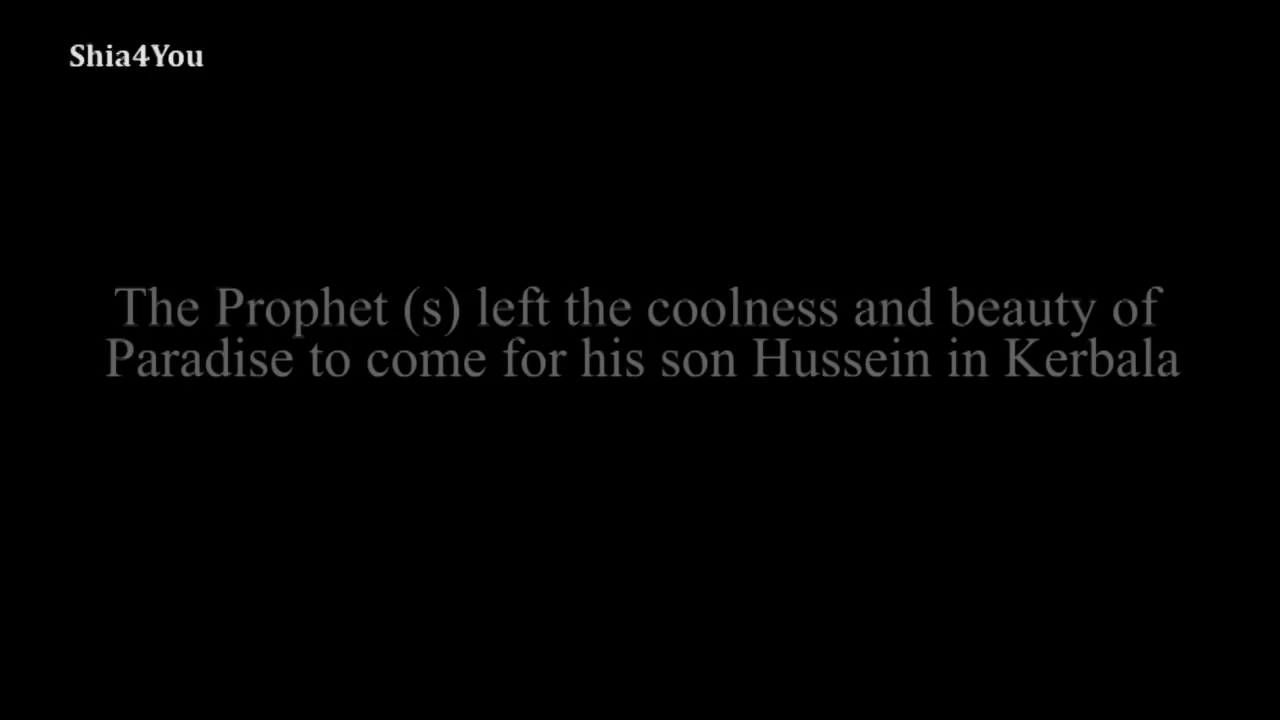 Shia4You
The Prophet (s) left the coolness and beauty of
Paradise to come for his son Hussein in Kerbala